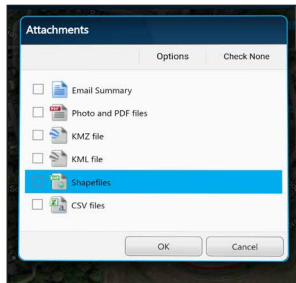 Attachments
Options Check None
Email Summary
Photo and PDF files
KMZ file
KML file
Shapefiles
CSV files
OK Cancel